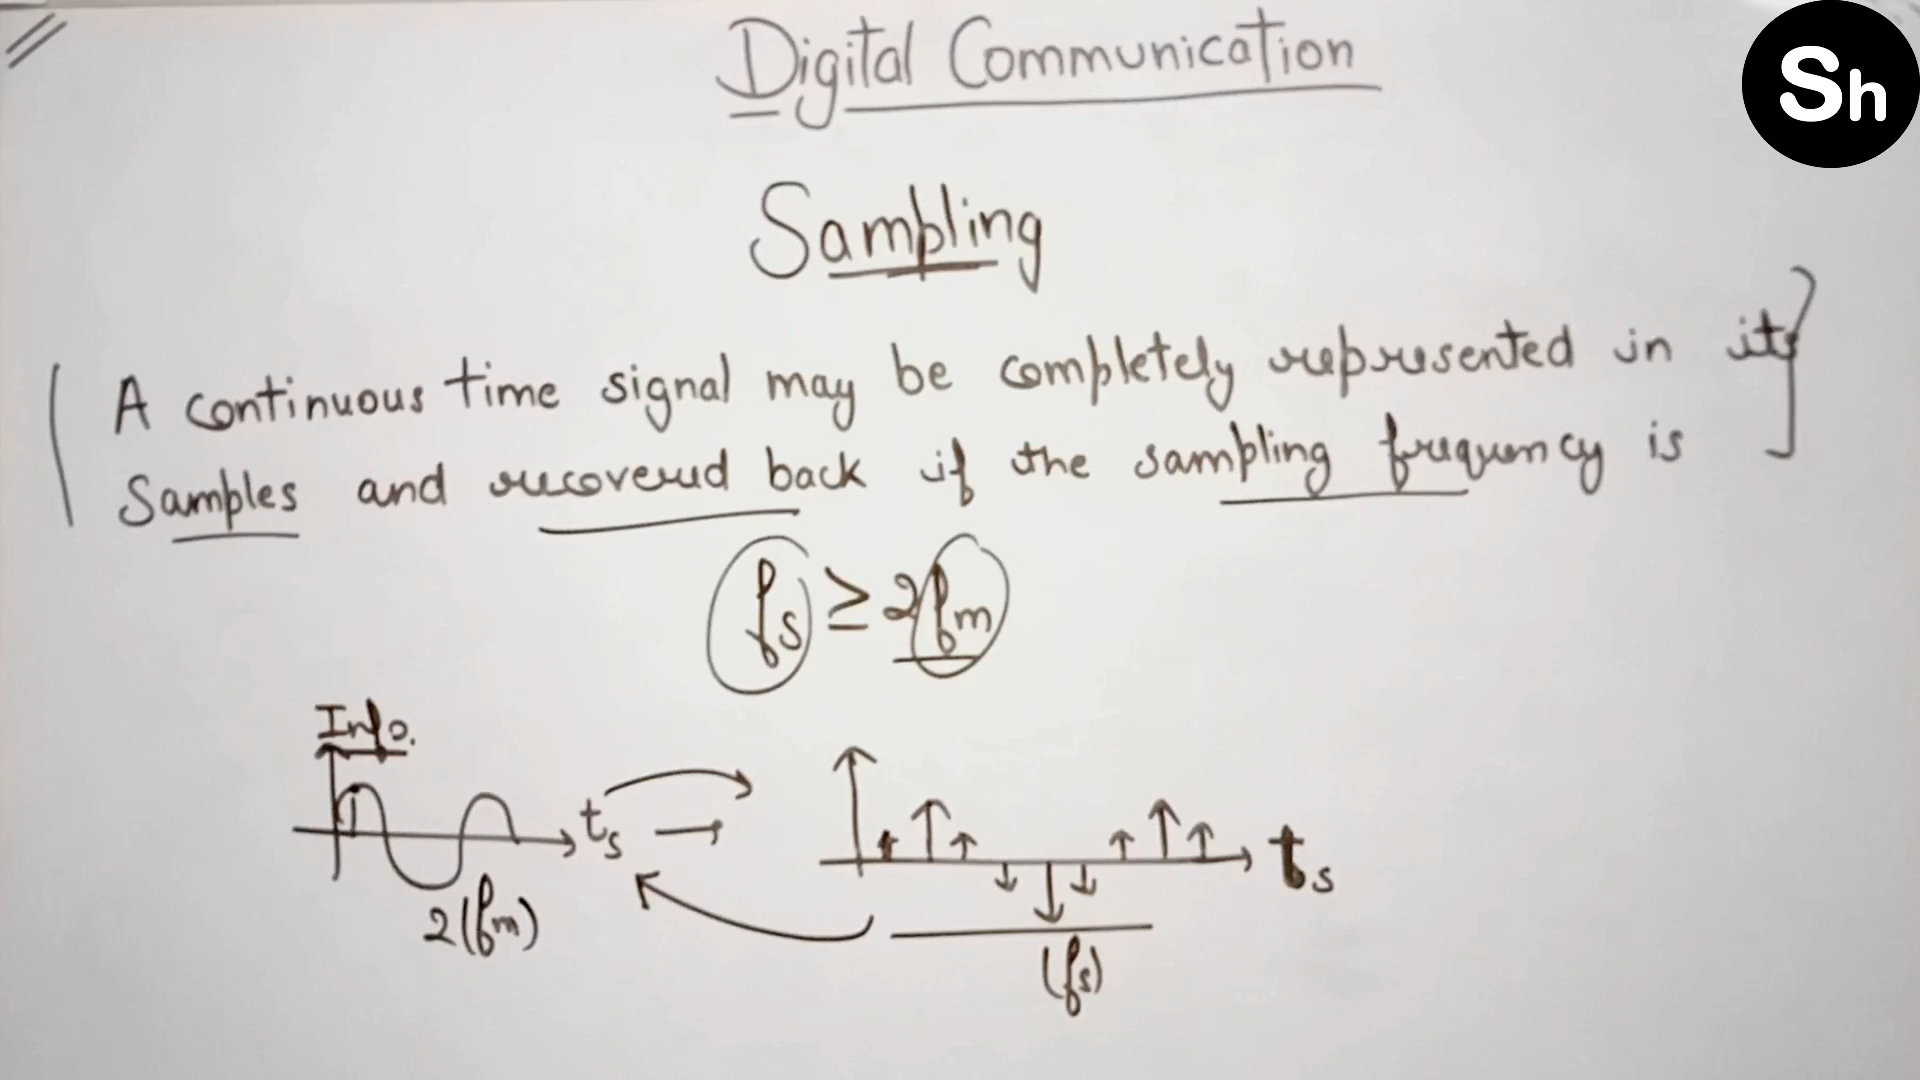 Digital Communication
Sh
Sampling
A continuous time signal may be completely represented in its
Samples and recovered back if the sampling frequency is
fs ≥ 2fm
Info.
ts
ts
2(fm)
(fs)